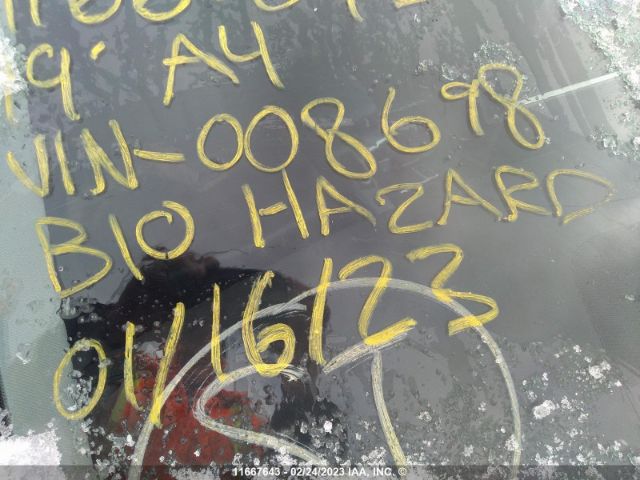 19' A4
VIN-008698
BIO HAZARD
01/16/23
11667643 - 02/24/2023 IAA, INC. ©